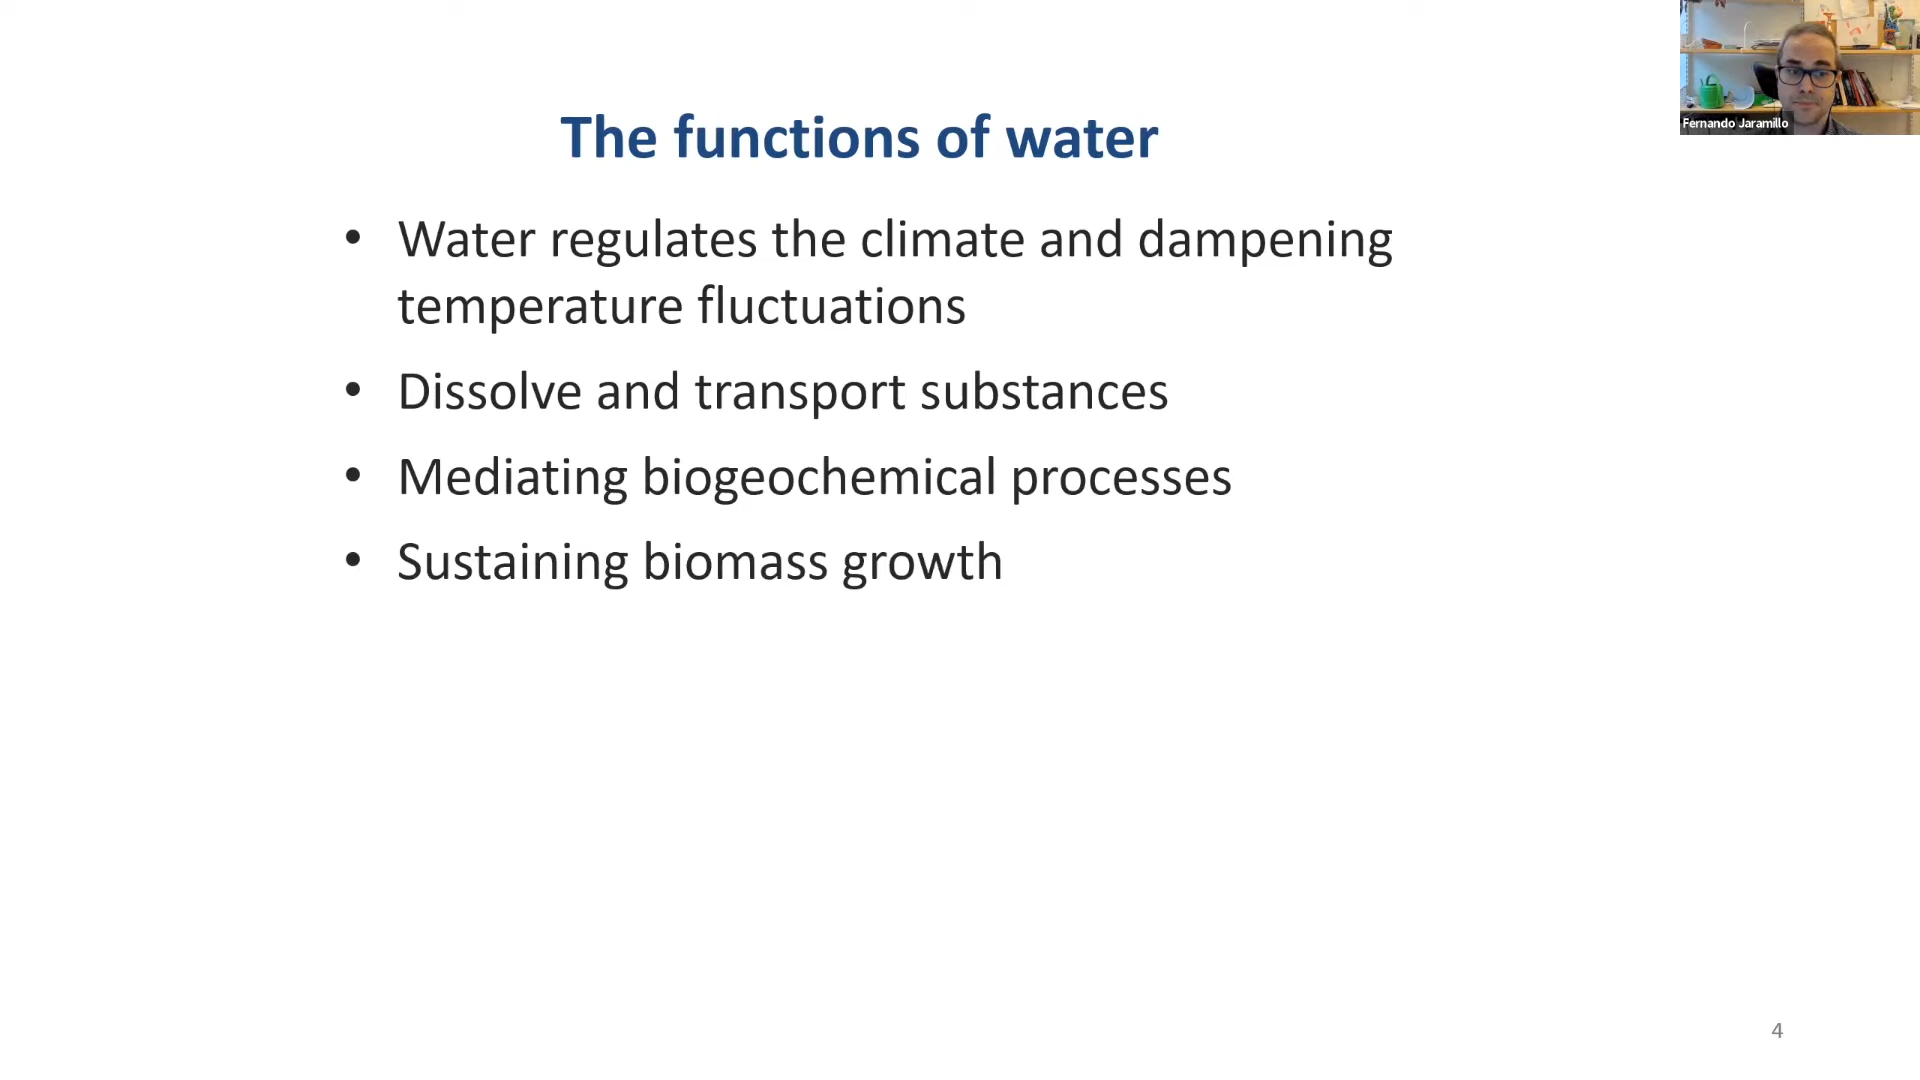 The functions of water
• Water regulates the climate and dampening
temperature fluctuations
• Dissolve and transport substances
• Mediating biogeochemical processes
• Sustaining biomass growth
Fernando Jaramillo
4